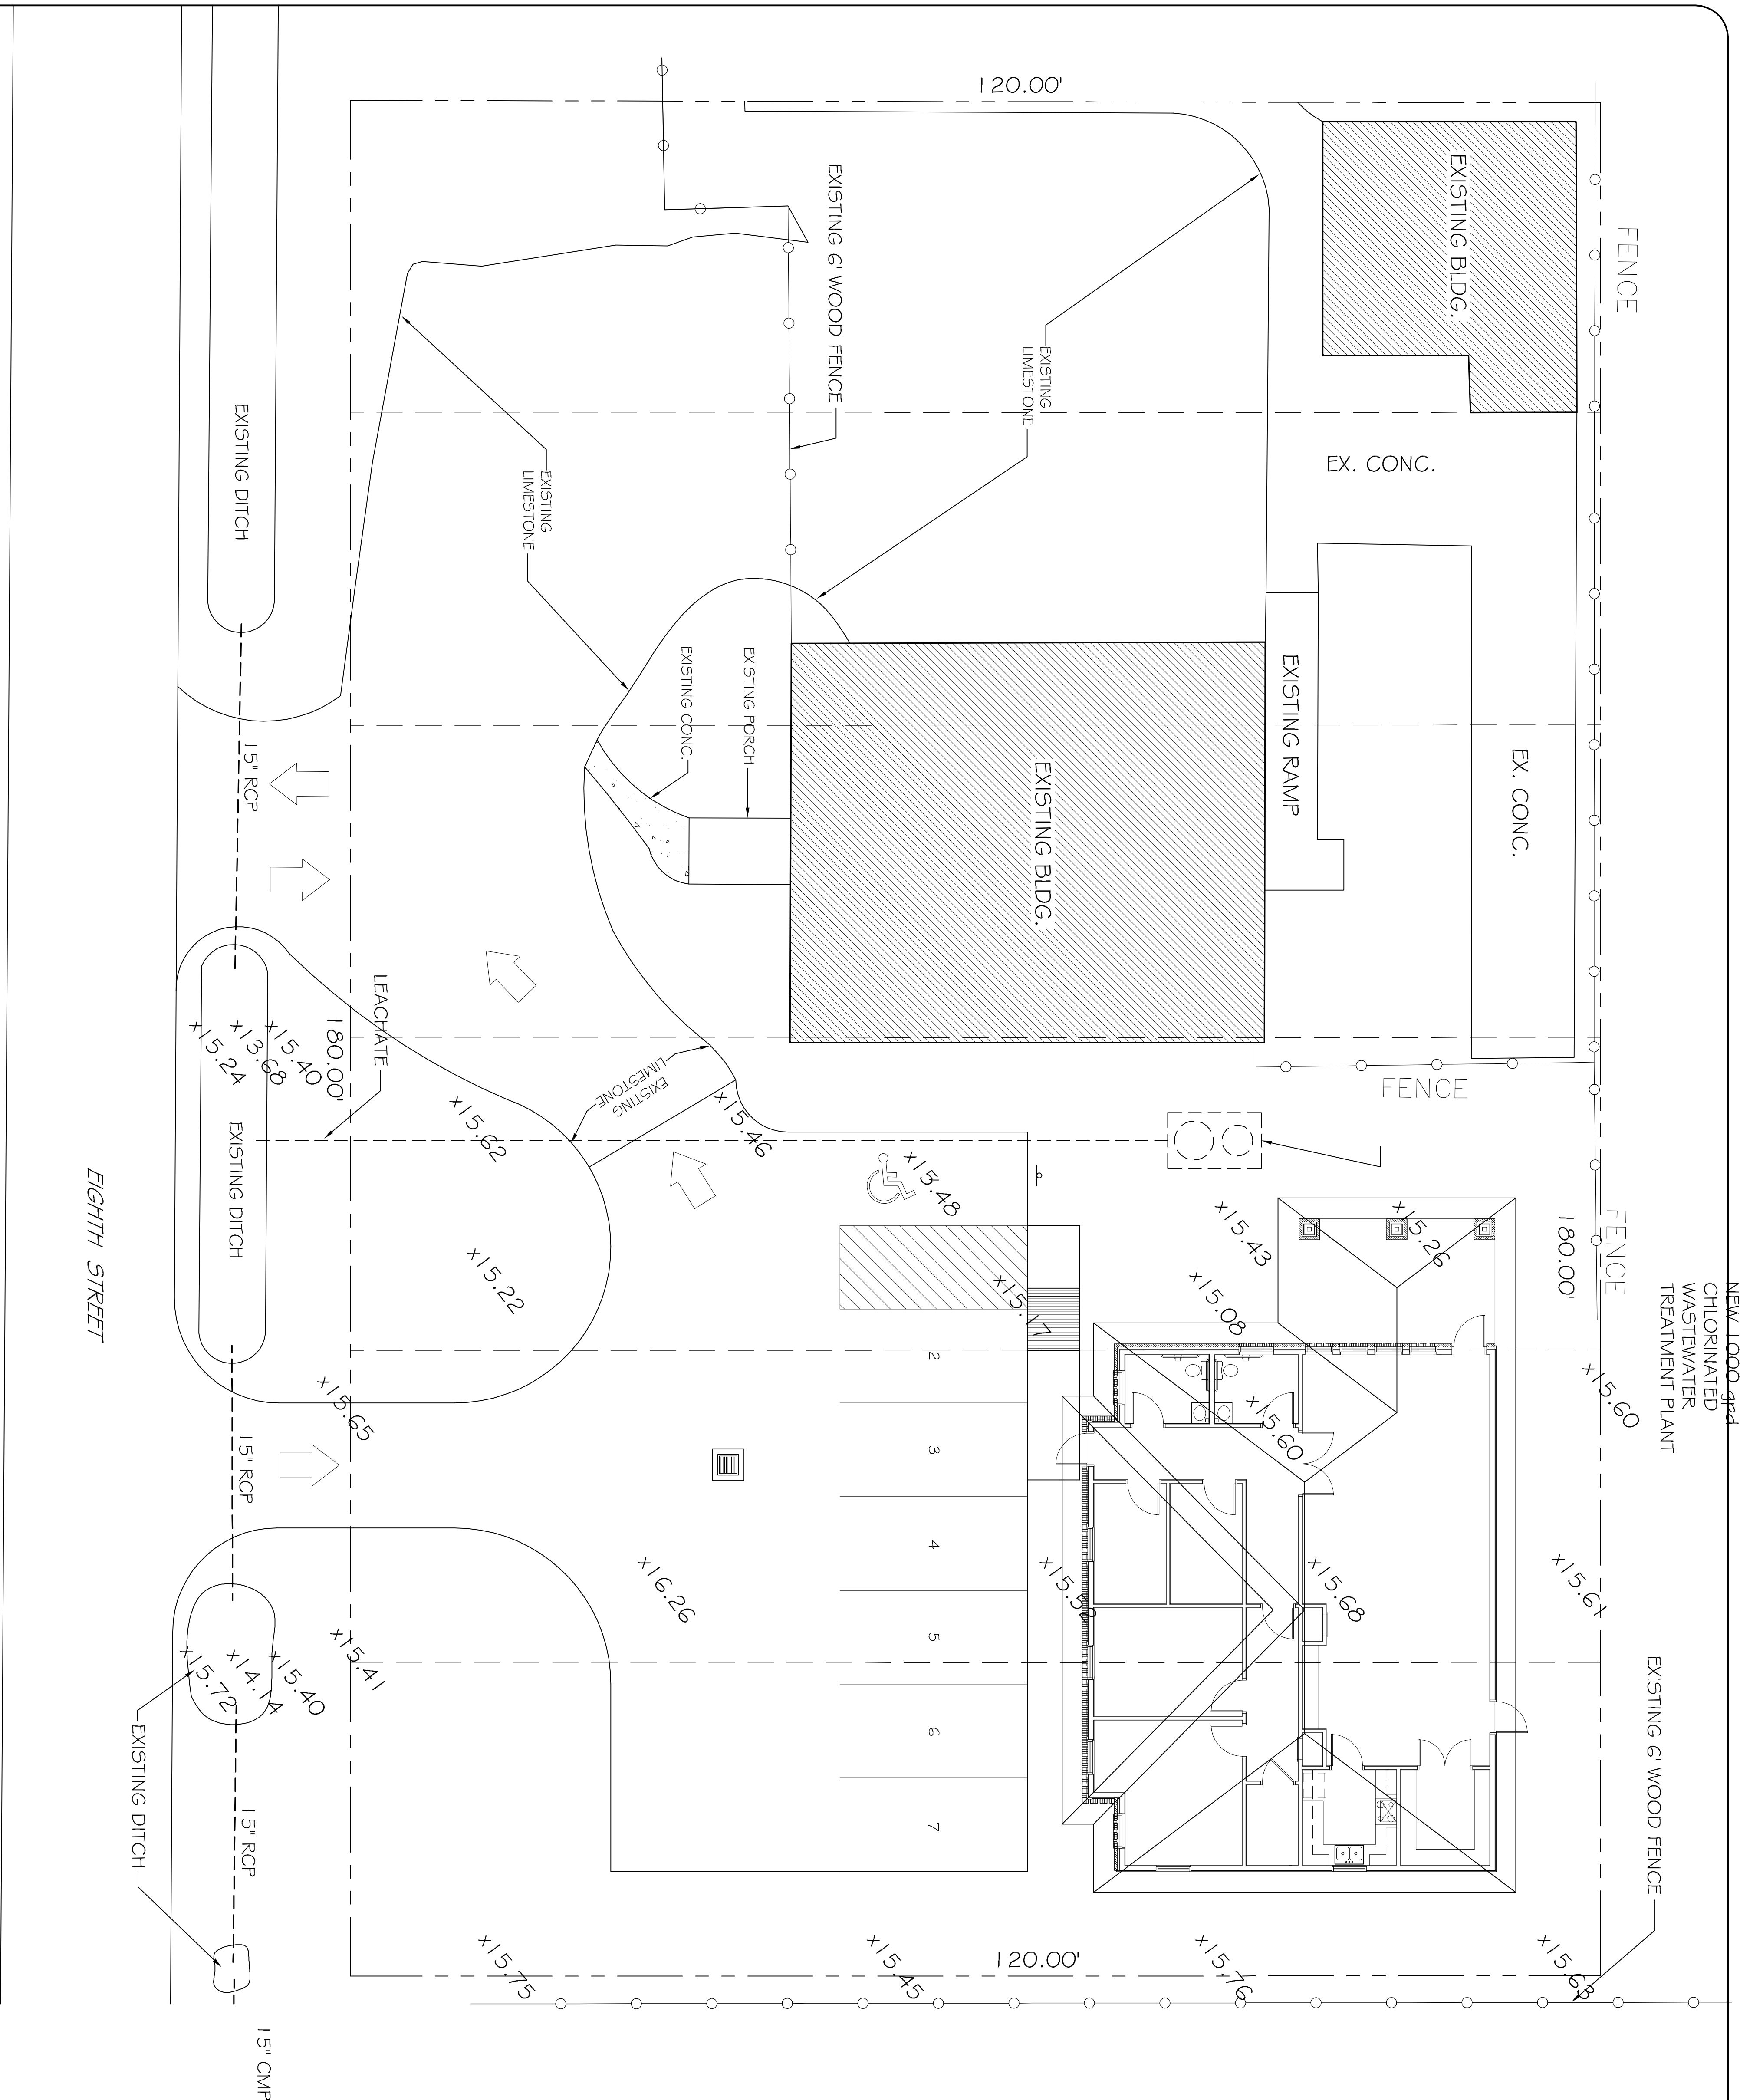 120.00'
FENCE
EXISTING BLDG.
EXISTING 6' WOOD FENCE
EXISTING
LIMESTONE
EX. CONC.
EXISTING DITCH
EXISTING
LIMESTONE
EXISTING CONC.
EXISTING PORCH
EXISTING RAMP
EX. CONC.
15" RCP
EXISTING BLDG.
LEACHATE
180.00'
x15.40
x13.68
x15.24
EXISTING DITCH
x15.62
EXISTING
LIMESTONE
x15.46
FENCE
EIGHTH STREET
x15.48
x15.43
x15.26
180.00'
FENCE
NEW 1000 gpd
CHLORINATED
WASTEWATER
TREATMENT PLANT
x15.22
x15.17
x15.08
x15.60
x15.65
x15.60
2
3
4
5
6
7
15" RCP
x16.26
x15.52
x15.68
x15.61
x15.41
x15.40
x14.14
x15.72
EXISTING DITCH
15" RCP
EXISTING 6' WOOD FENCE
x15.75
x15.45
120.00'
x15.76
x15.63
15" CMP